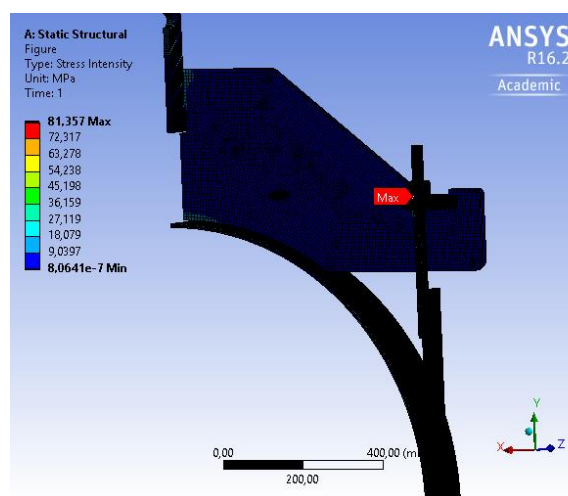 A: Static Structural
Figure
Type: Stress Intensity
Unit: MPa
Time: 1
81,357 Max
72,317
63,278
54,238
45,198
36,159
27,119
18,079
9,0397
8,0641e-7 Min
ANSYS
R16.2
Academic
Max
0,00
400,00 (m
200,00
Y
X
Z